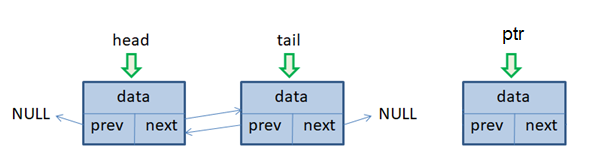 head tail ptr
data data data
NULL prev next prev next NULL prev next